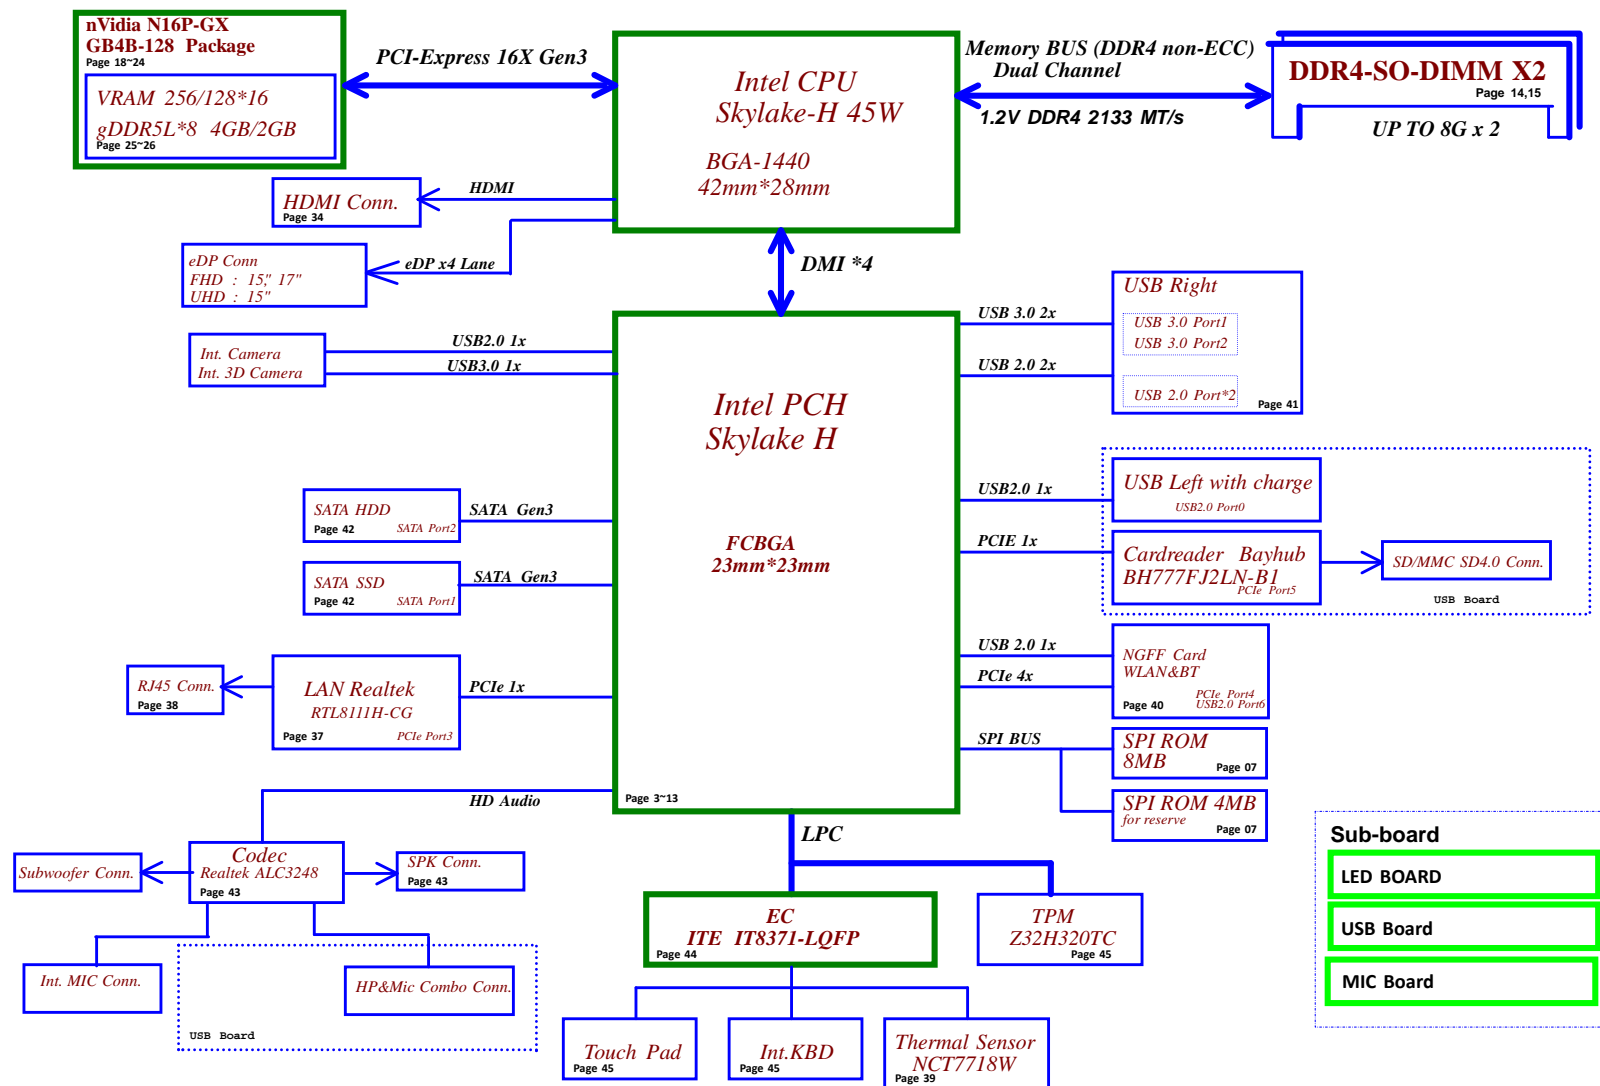 nVidia N16P-GX
GB4B-128 Package
Page 18~24
VRAM 256/128*16
gDDR5L*8 4GB/2GB
Page 25~26
PCI-Express 16X Gen3
Intel CPU
Skylake-H 45W
BGA-1440
42mm*28mm
Memory BUS (DDR4 non-ECC)
Dual Channel
1.2V DDR4 2133 MT/s
DDR4-SO-DIMM X2
Page 14,15
UP TO 8G x 2
HDMI Conn.
Page 34
HDMI
eDP Conn
FHD : 15," 17"
UHD : 15"
eDP x4 Lane
DMI *4
Int. Camera
Int. 3D Camera
USB2.0 1x
USB3.0 1x
Intel PCH
Skylake H
FCBGA
23mm*23mm
Page 3~13
USB 3.0 2x
USB 2.0 2x
USB Right
USB 3.0 Port1
USB 3.0 Port2
USB 2.0 Port*2
Page 41
SATA HDD
Page 42
SATA Port2
SATA Gen3
SATA SSD
Page 42
SATA Port1
SATA Gen3
USB2.0 1x
USB Left with charge
USB2.0 Port0
PCIE 1x
Cardreader Bayhub
BH777FJ2LN-B1
PCIe Port5
SD/MMC SD4.0 Conn.
USB Board
RJ45 Conn.
Page 38
LAN Realtek
RTL8111H-CG
Page 37
PCIe Port3
PCIe 1x
USB 2.0 1x
PCIe 4x
NGFF Card
WLAN&BT
PCIe Port4
USB2.0 Port6
Page 40
SPI BUS
SPI ROM
8MB
Page 07
SPI ROM 4MB
for reserve
Page 07
HD Audio
LPC
Codec
Realtek ALC3248
Page 43
Subwoofer Conn.
SPK Conn.
Page 43
Int. MIC Conn.
HP&Mic Combo Conn.
USB Board
EC
ITE IT8371-LQFP
Page 44
TPM
Z32H320TC
Page 45
Touch Pad
Page 45
Int.KBD
Page 45
Thermal Sensor
NCT7718W
Page 39
Sub-board
LED BOARD
USB Board
MIC Board